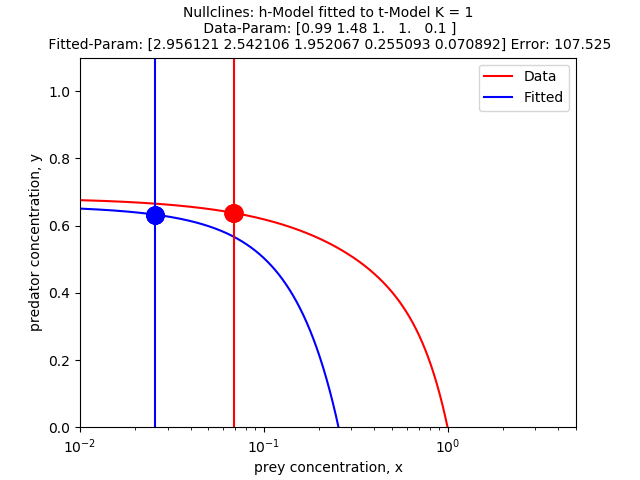 Nullclines: h-Model fitted to t-Model K = 1
Data-Param: [0.99 1.48 1.   1.   0.1 ]
Fitted-Param: [2.956121 2.542106 1.952067 0.255093 0.070892] Error: 107.525
Data
Fitted
predator concentration, y
1.0
0.8
0.6
0.4
0.2
0.0
10⁻²
10⁻¹
10⁰
prey concentration, x